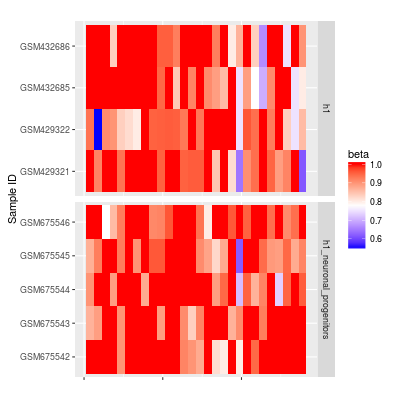 Sample ID
GSM432686
GSM432685
GSM429322
GSM429321
h1
GSM675546
GSM675545
GSM675544
GSM675543
GSM675542
h1_neuronal_progenitors
beta
1.0
0.9
0.8
0.7
0.6